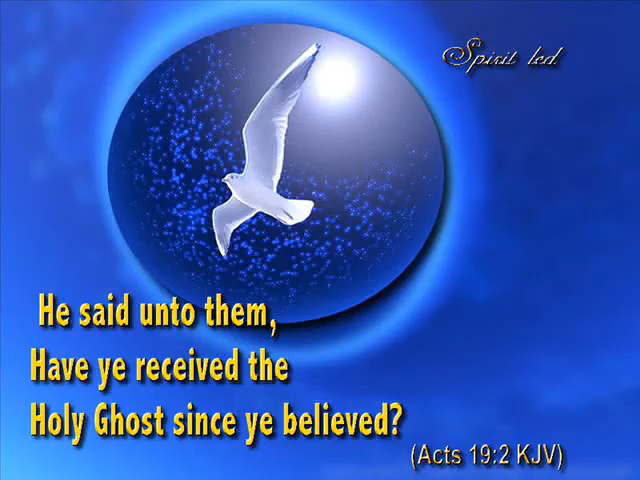 Spirit led
He said unto them,
Have ye received the
Holy Ghost since ye believed?
(Acts 19:2 KJV)